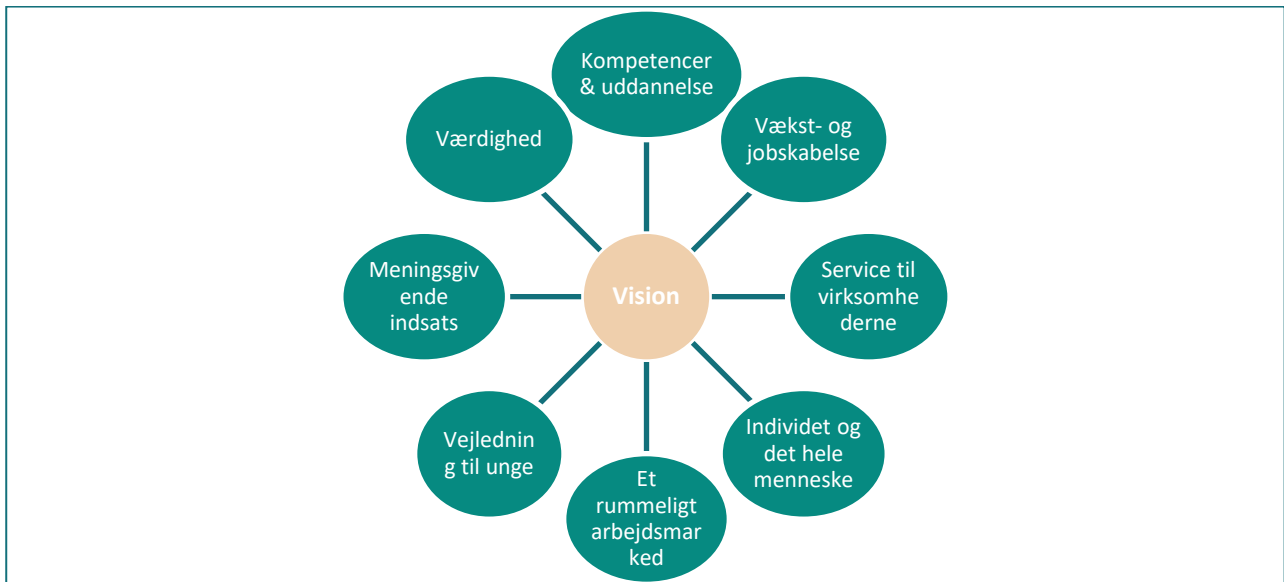 Kompetencer
& uddannelse
Værdighed
Vækst- og
jobskabelse
Meningsgiv
ende
indsats
Vision
Service til
virksomhe
derne
Vejlednin
g til unge
Individet og
det hele
menneske
Et
rummeligt
arbejdsmar
ked